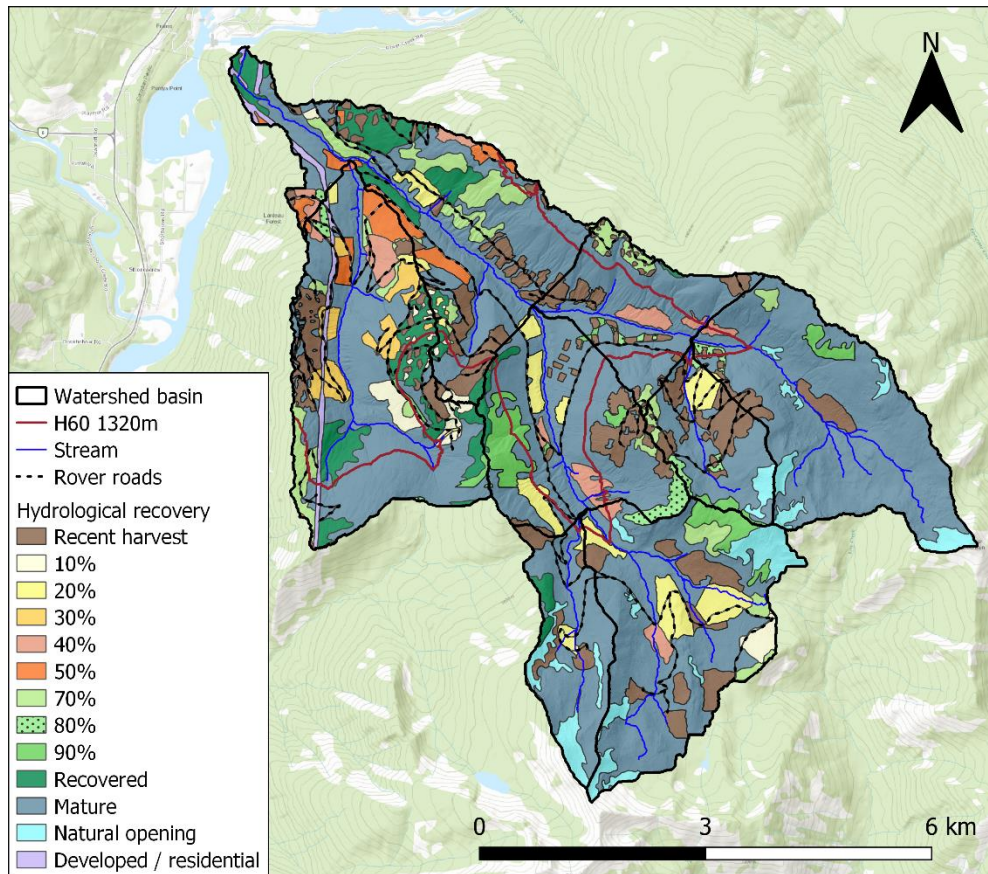 N
Watershed basin
H60 1320m
Stream
Rover roads
Hydrological recovery
Recent harvest
10%
20%
30%
40%
50%
70%
80%
90%
Recovered
Mature
Natural opening
Developed / residential
0 3 6 km